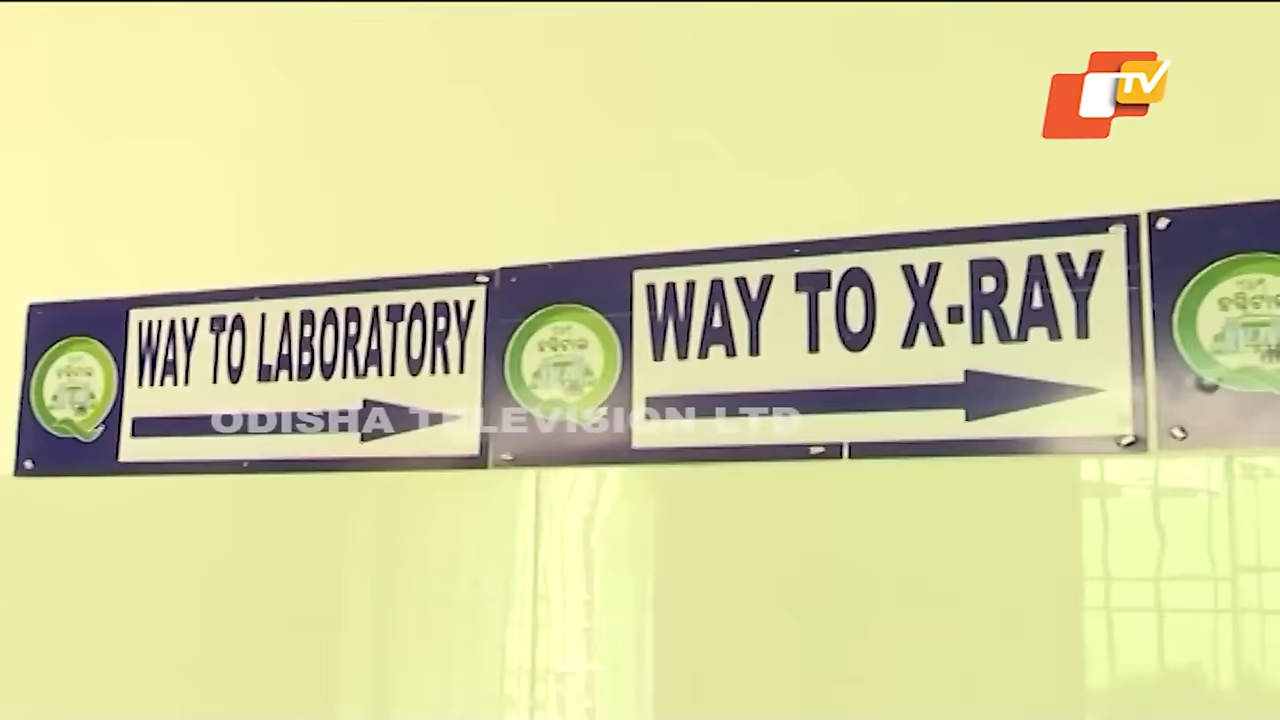 TV
WAY TO LABORATORY
WAY TO X-RAY
ODISHA TELEVISION LTD